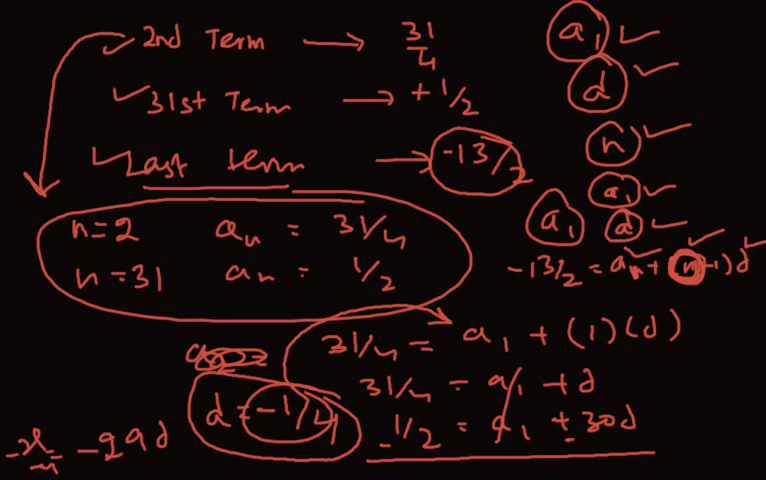 2nd Term → 31/4
31st Term → + 1/2
Last term → -13/2
a₁
d
n
a₁
a₁ d
n=2 aₙ = 31/4
n=31 aₙ = 1/2
-13/2 = aₙ + (n-1)d
31/4 = a₁ + (1)(d)
31/4 = a₁ + d
-1/2 = a₁ + 30d
d = -1/4
-29d